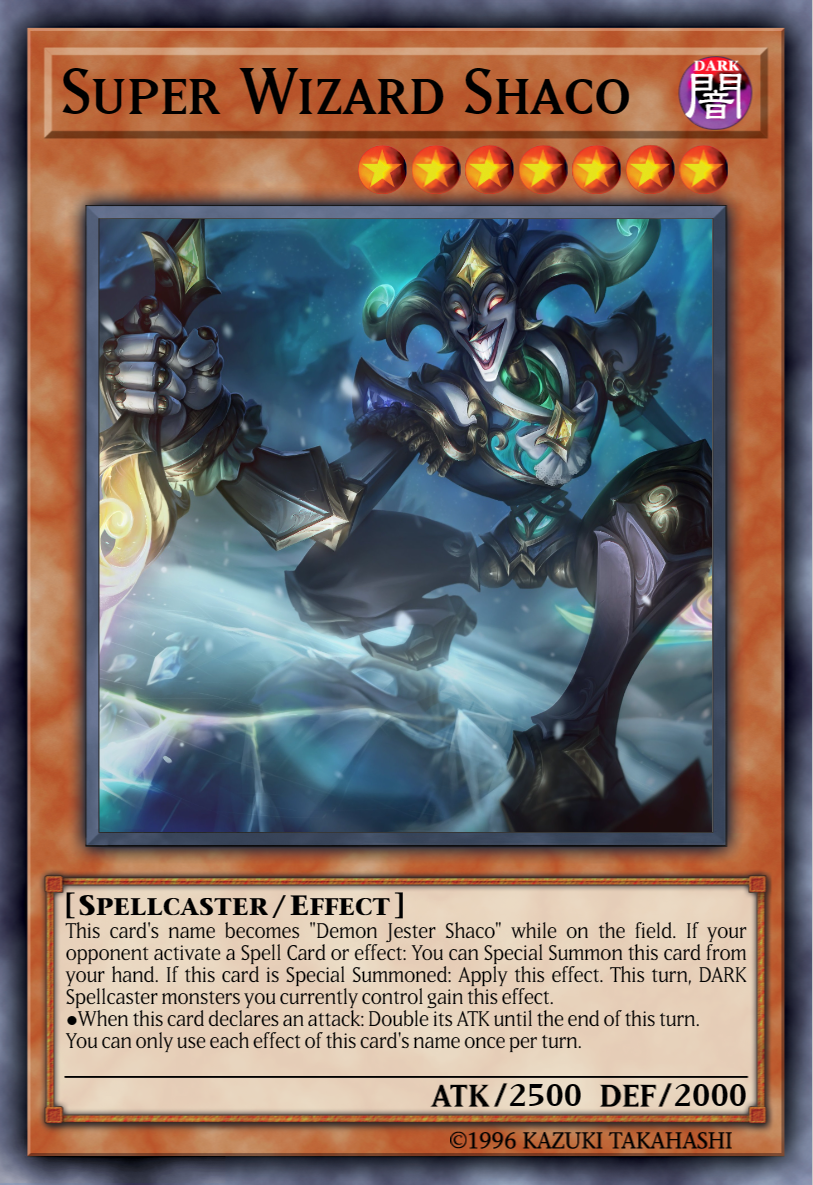 Super Wizard Shaco
DARK
闇
[Spellcaster/Effect]
This card's name becomes "Demon Jester Shaco" while on the field. If your
opponent activate a Spell Card or effect: You can Special Summon this card from
your hand. If this card is Special Summoned: Apply this effect. This turn, DARK
Spellcaster monsters you currently control gain this effect.
●When this card declares an attack: Double its ATK until the end of this turn.
You can only use each effect of this card's name once per turn.
ATK/2500 DEF/2000
©1996 KAZUKI TAKAHASHI